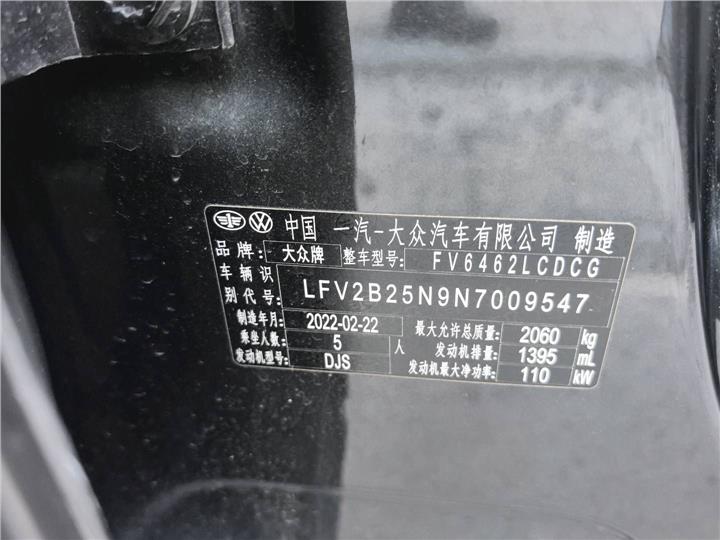 中国 一汽-大众汽车有限公司 制造
品牌: 大众牌 整车型号: FV6462LCDCG
车辆识别代号: LFV2B25N9N7009547
制造年月: 2022-02-22 最大允许总质量: 2060 kg
乘坐人数: 5 人 发动机排量: 1395 mL
发动机型号: DJS 发动机最大净功率: 110 kW